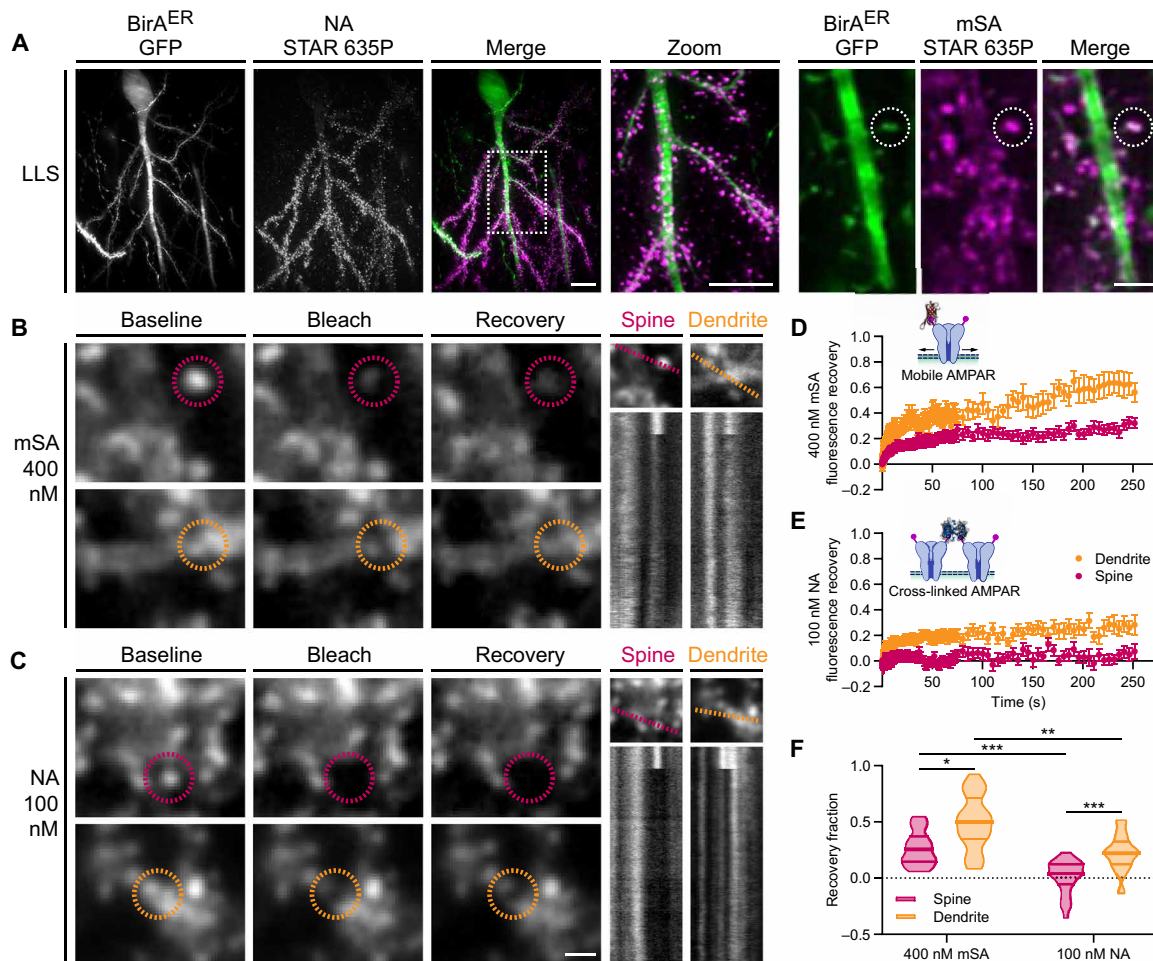 A
BirA^ER
GFP
NA
STAR 635P
Merge
Zoom
BirA^ER
GFP
mSA
STAR 635P
Merge
LLS
B
Baseline
Bleach
Recovery
Spine
Dendrite
mSA
400
nM
C
Baseline
Bleach
Recovery
Spine
Dendrite
NA
100
nM
D
400 nM mSA
fluorescence recovery
1.0
0.8
0.6
0.4
0.2
0.0
–0.2
Mobile AMPAR
50
100
150
200
250
E
100 nM NA
fluorescence recovery
1.0
0.8
0.6
0.4
0.2
0.0
–0.2
Cross-linked AMPAR
Dendrite
Spine
50
100
150
200
250
Time (s)
F
Recovery fraction
1.0
0.5
0.0
–0.5
**
***
*
***
Spine
Dendrite
400 nM mSA
100 nM NA